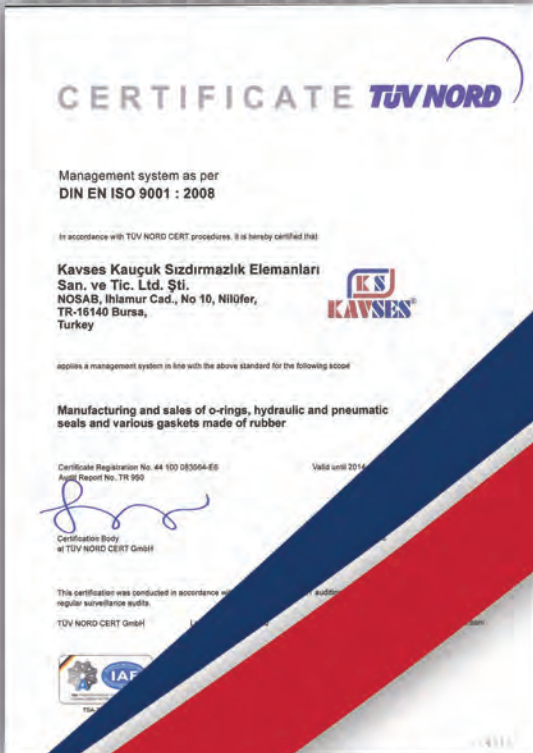 CERTIFICATE TÜV NORD
Management system as per
DIN EN ISO 9001 : 2008
In accordance with TÜV NORD CERT procedures, it is hereby certified that
Kavses Kauçuk Sızdırmazlık Elemanları
San. ve Tic. Ltd. Şti.
NOSAB, Ihlamur Cad., No 10, Nilüfer,
TR-16140 Bursa,
Turkey
KS
KAVSES®
applies a management system in line with the above standard for the following scope
Manufacturing and sales of o-rings, hydraulic and pneumatic
seals and various gaskets made of rubber
Certificate Registration No. 44 100 083564-E6
Valid until 2014
Audit Report No. TR 950
Certification Body
at TÜV NORD CERT GmbH
This certification was conducted in accordance
regular surveillance audits.
TÜV NORD CERT GmbH
IAF